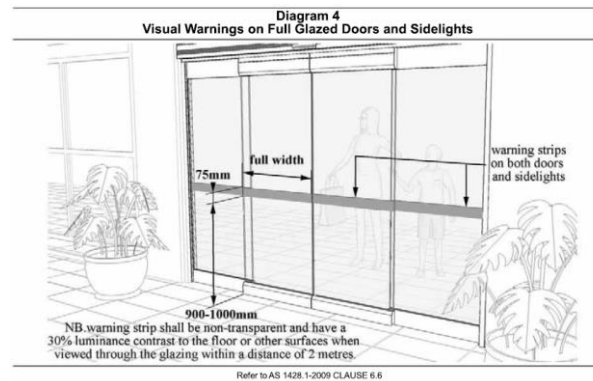 Diagram 4
Visual Warnings on Full Glazed Doors and Sidelights
full width
75mm
warning strips
on both doors
and sidelights
900-1000mm
NB.warning strip shall be non-transparent and have a
30% luminance contrast to the floor or other surfaces when
viewed through the glazing within a distance of 2 metres.
Refer to AS 1428.1-2009 CLAUSE 6.6